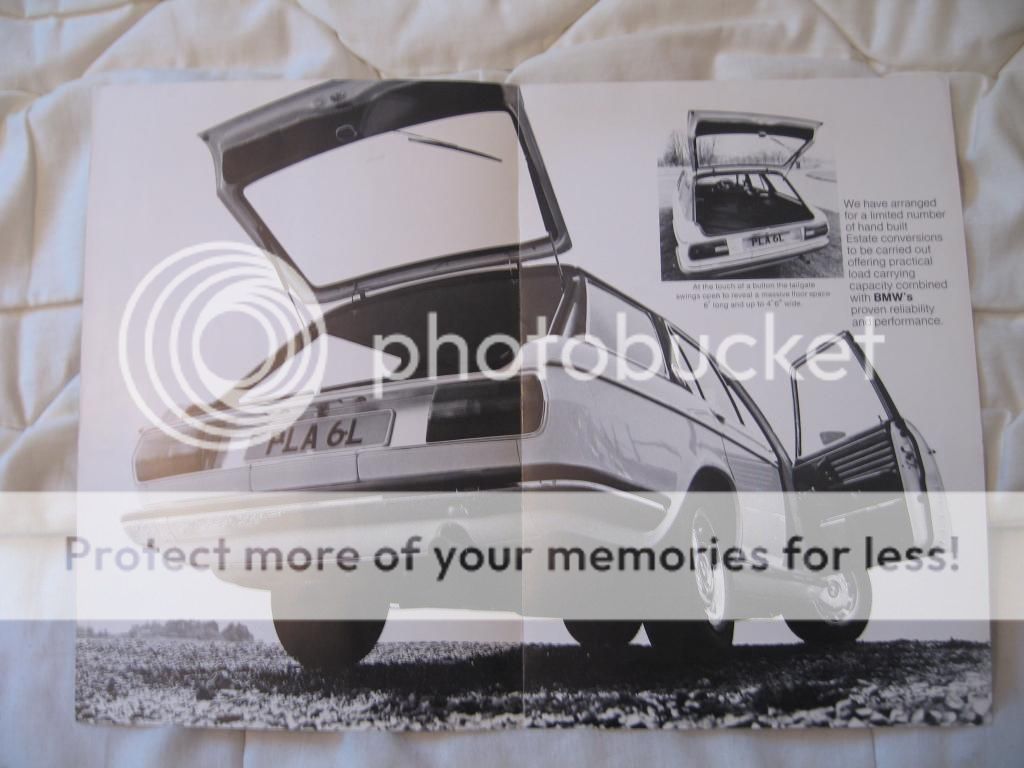 We have arranged
for a limited number
of hand built
Estate conversions
to be carried out
offering practical
load carrying
capacity combined
with BMW's
proven reliability
and performance.
PLA 6L
At the touch of a button the tailgate
swings open to reveal a massive floor space
6' long and up to 4'6" wide.
photobucket
PLA 6L
Protect more of your memories for less!